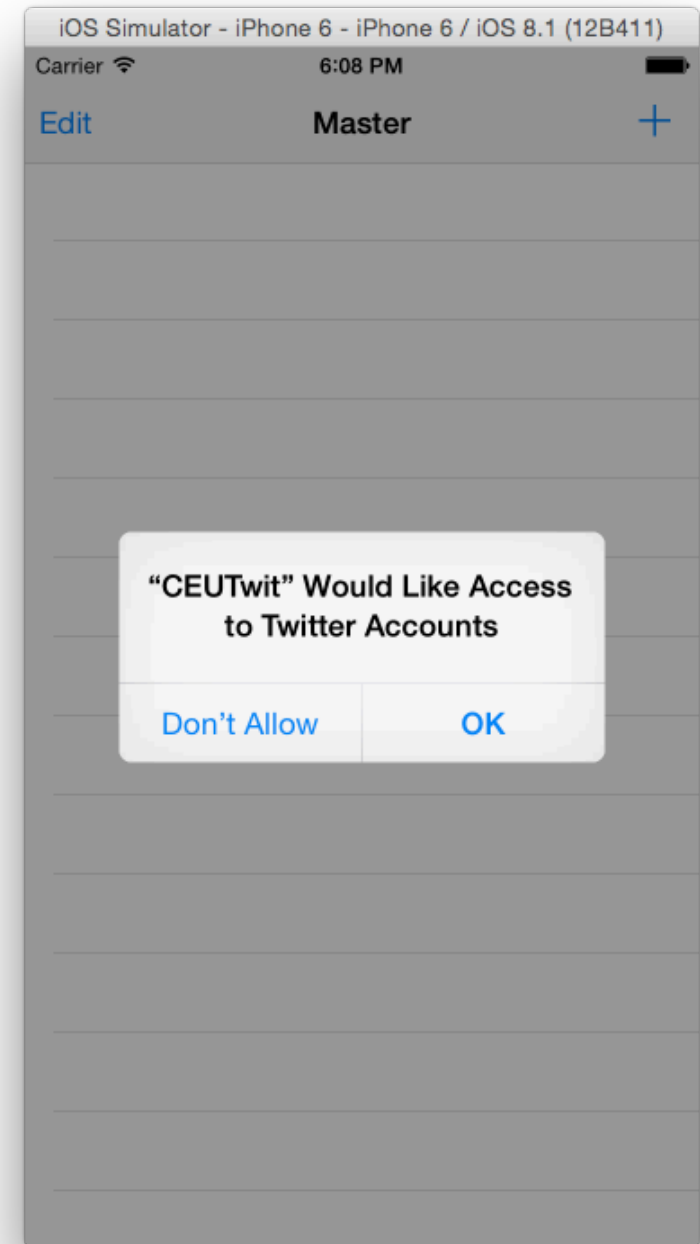 iOS Simulator - iPhone 6 - iPhone 6 / iOS 8.1 (12B411)
Carrier 6:08 PM
Edit Master +
“CEUTwit” Would Like Access
to Twitter Accounts
Don’t Allow OK